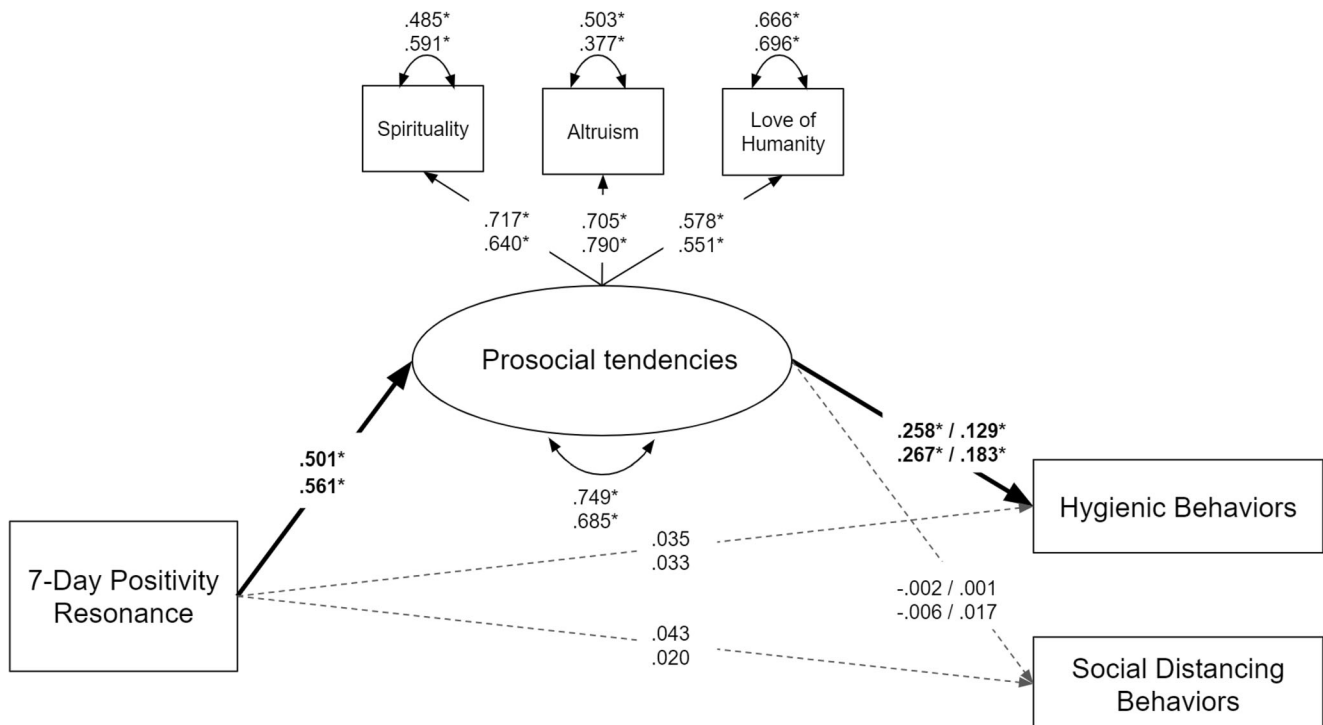 .485*
.591*
.503*
.377*
.666*
.696*
Spirituality
Altruism
Love of
Humanity
.717*
.640*
.705*
.790*
.578*
.551*
Prosocial tendencies
.501*
.561*
.749*
.685*
.258* / .129*
.267* / .183*
Hygienic Behaviors
7-Day Positivity
Resonance
.035
.033
-.002 / .001
-.006 / .017
.043
.020
Social Distancing
Behaviors